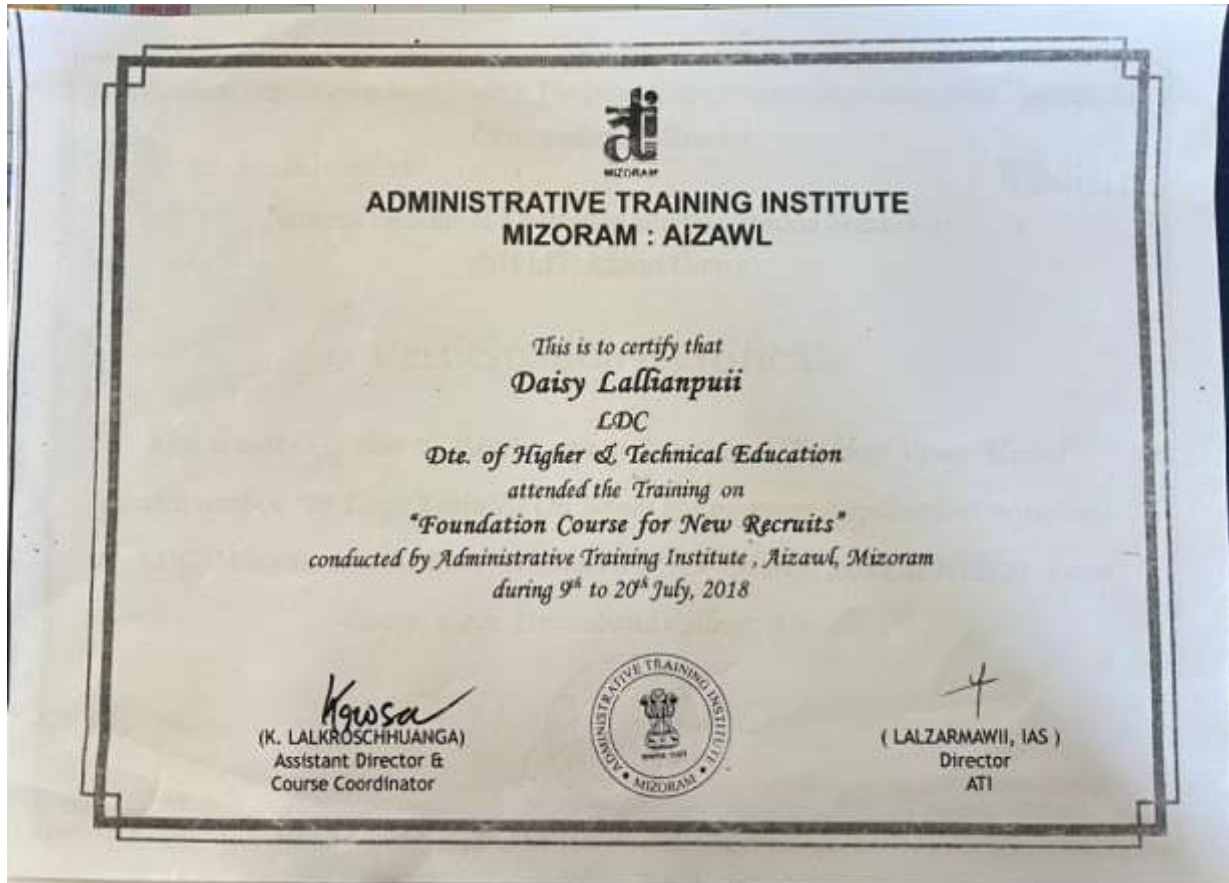 ati
MIZORAM
ADMINISTRATIVE TRAINING INSTITUTE
MIZORAM : AIZAWL
This is to certify that
Daisy Lallianpuii
LDC
Dte. of Higher & Technical Education
attended the Training on
"Foundation Course for New Recruits"
conducted by Administrative Training Institute , Aizawl, Mizoram
during 9th to 20th July, 2018
(K. LALKROSCHHUANGA)
Assistant Director &
Course Coordinator
ADMINISTRATIVE TRAINING INSTITUTE
MIZORAM
( LALZARMAWII, IAS )
Director
ATI